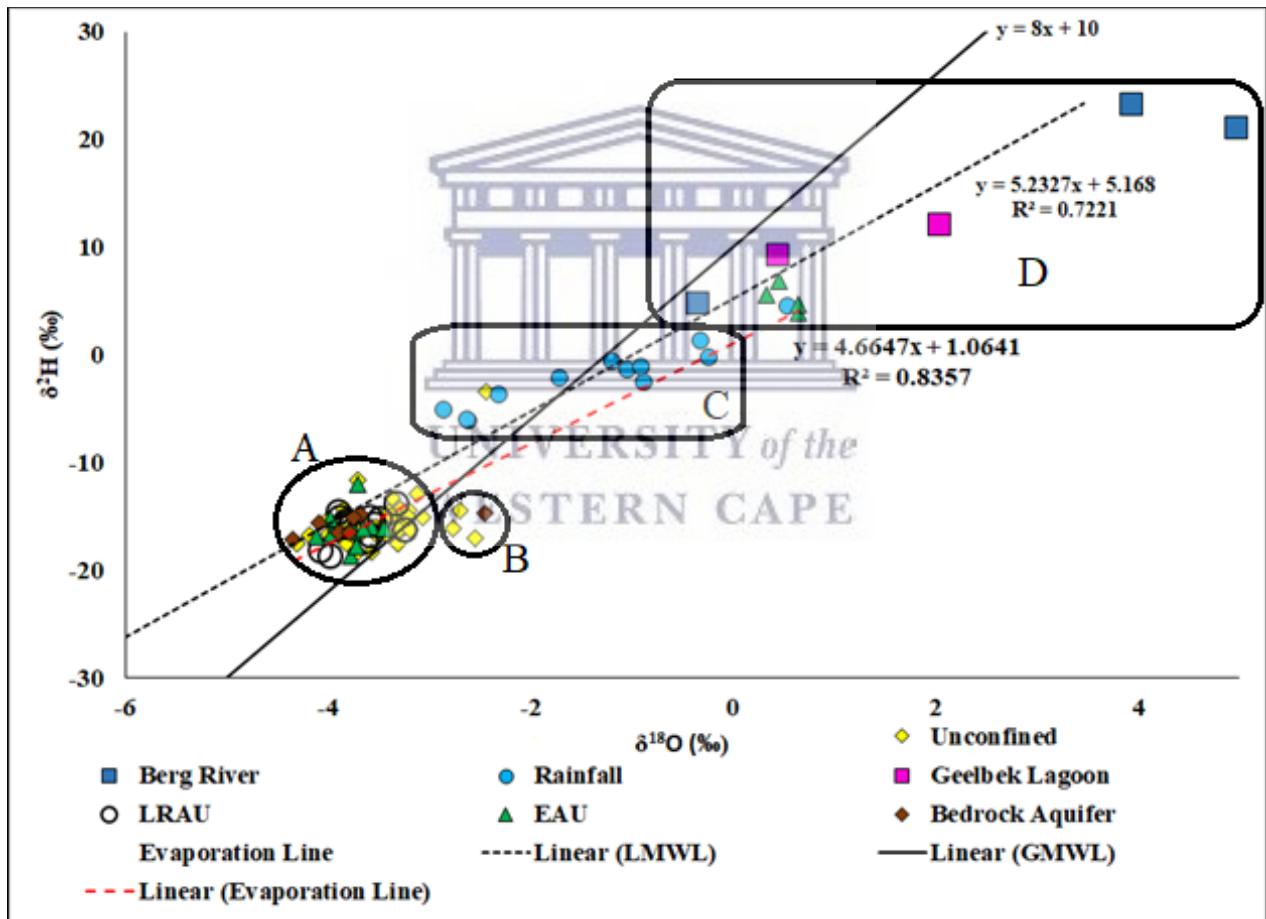 30
y = 8x + 10
20
y = 5.2327x + 5.168
R² = 0.7221
10
D
δ²H (‰)
0
y = 4.6647x + 1.0641
R² = 0.8357
C
-10
UNIVERSITY of the
A
WESTERN CAPE
B
-20
-30
-6
-4
-2
0
2
4
δ¹⁸O (‰)
Unconfined
Berg River
Rainfall
Geelbek Lagoon
LRAU
EAU
Bedrock Aquifer
Evaporation Line
Linear (LMWL)
Linear (GMWL)
Linear (Evaporation Line)